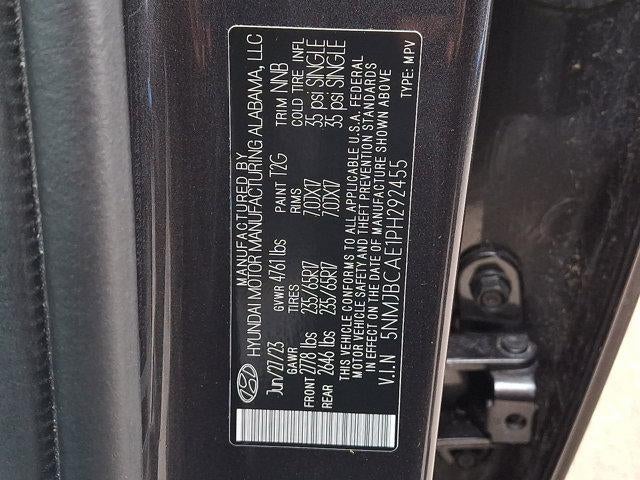 MANUFACTURED BY
HYUNDAI MOTOR MANUFACTURING ALABAMA, LLC
Jun/27/23 GVWR 4761 lbs PAINT T2G TRIM NNB
GAWR TIRES RIMS COLD TIRE INFL
FRONT 2778 lbs 235/65R17 7.0JX17 35 psi SINGLE
REAR 2646 lbs 235/65R17 7.0JX17 35 psi SINGLE
THIS VEHICLE CONFORMS TO ALL APPLICABLE U.S.A. FEDERAL
MOTOR VEHICLE SAFETY AND THEFT PREVENTION STANDARDS
IN EFFECT ON THE DATE OF MANUFACTURE SHOWN ABOVE
V.I.N 5NMJBCAE1PH292455 TYPE: MPV